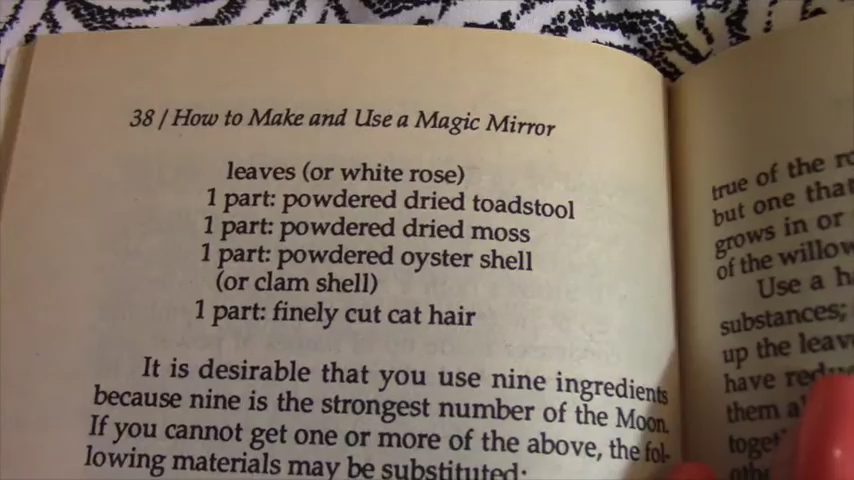 38 / How to Make and Use a Magic Mirror
leaves (or white rose)
1 part: powdered dried toadstool
1 part: powdered dried moss
1 part: powdered oyster shell
(or clam shell)
1 part: finely cut cat hair
It is desirable that you use nine ingredients
because nine is the strongest number of the Moon.
If you cannot get one or more of the above, the fol-
lowing materials may be substituted:
true of the
but one that
grows in or
of the willow
Use a
substances;
up the
have
them